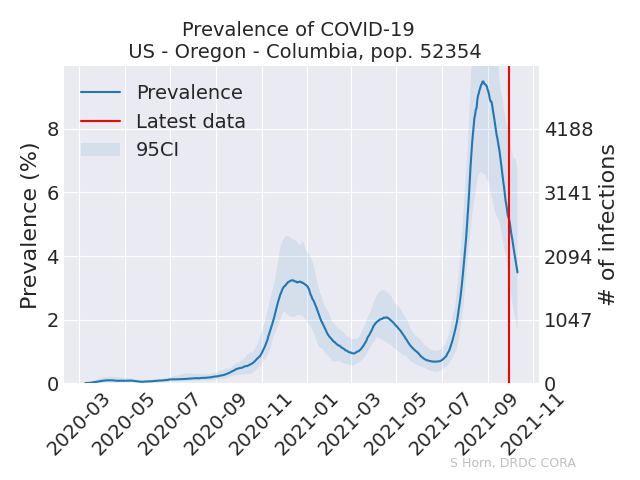 Prevalence of COVID-19
US - Oregon - Columbia, pop. 52354
Prevalence
Latest data
95CI
Prevalence (%)
8
6
4
2
0
4188
3141
2094
1047
0
# of infections
2020-03
2020-05
2020-07
2020-09
2020-11
2021-01
2021-03
2021-05
2021-07
2021-09
2021-11
S Horn, DRDC CORA